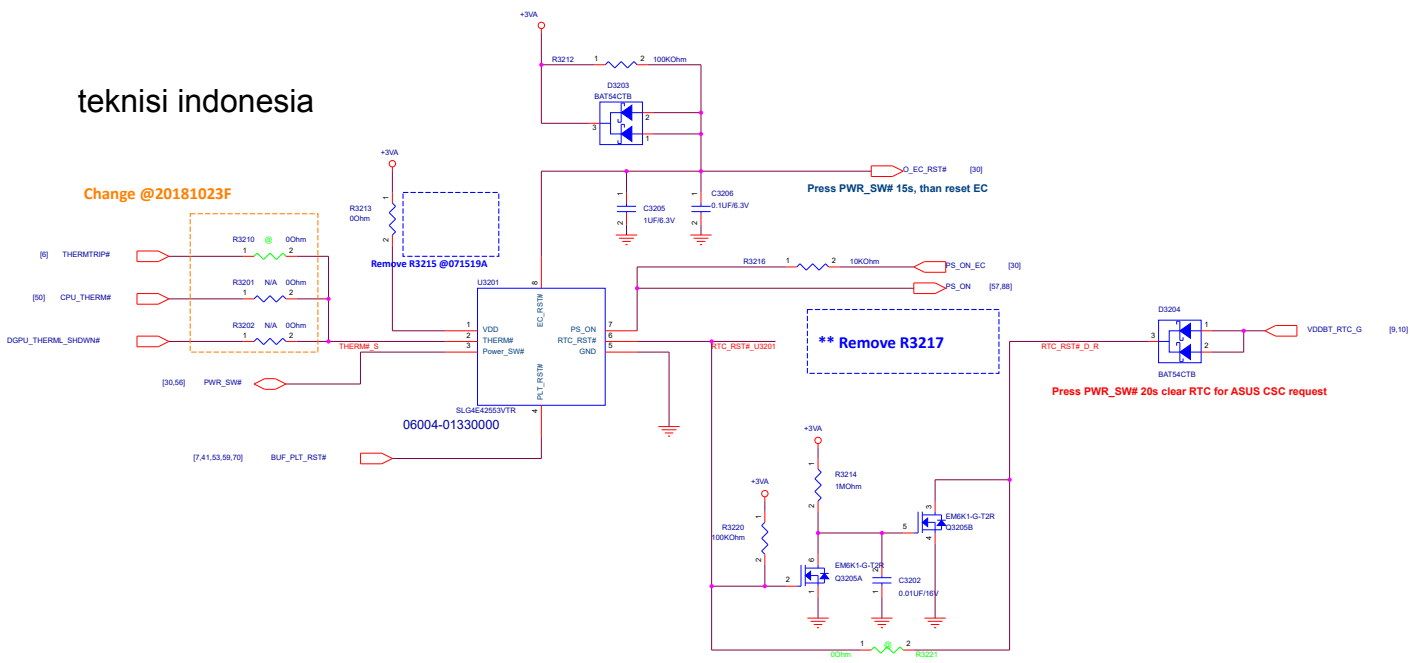 +3VA
R3212 1 2 100KOhm
D3203
BAT54CTB
teknisi indonesia
3 2
1
+3VA
O_EC_RST# [30]
Change @20181023F
Press PWR_SW# 15s, than reset EC
R3213
0Ohm
1
2
C3205
1UF/6.3V
1
2
C3206
0.1UF/6.3V
1
2
R3210 @ 0Ohm
[6] THERMTRIP# 1 2
Remove R3215 @071519A
R3216 1 2 10KOhm PS_ON_EC [30]
R3201 N/A 0Ohm
[50] CPU_THERM# 1 2
U3201
PS_ON [57,88]
R3202 N/A 0Ohm
DGPU_THERML_SHDWN# 1 2
THERM#_S
8
EC_RST#
1 VDD
2 THERM#
3 Power_SW#
PS_ON 7
RTC_RST# 6
GND 5
PLT_RST#
4
RTC_RST#_U3201
** Remove R3217
RTC_RST#_D_R
D3204
3 1
2
BAT54CTB
VDDBT_RTC_G [9,10]
[30,56] PWR_SW#
Press PWR_SW# 20s clear RTC for ASUS CSC request
SLG4E42553VTR
06004-01330000
[7,41,53,59,70] BUF_PLT_RST#
+3VA
R3214
1MOhm
1
2
+3VA
R3220
100KOhm
1
2
EM6K1-G-T2R
Q3205B
3
5
4
EM6K1-G-T2R
Q3205A
6
2
1
C3202
0.01UF/16V
2
1
1 @ 2
0Ohm R3221